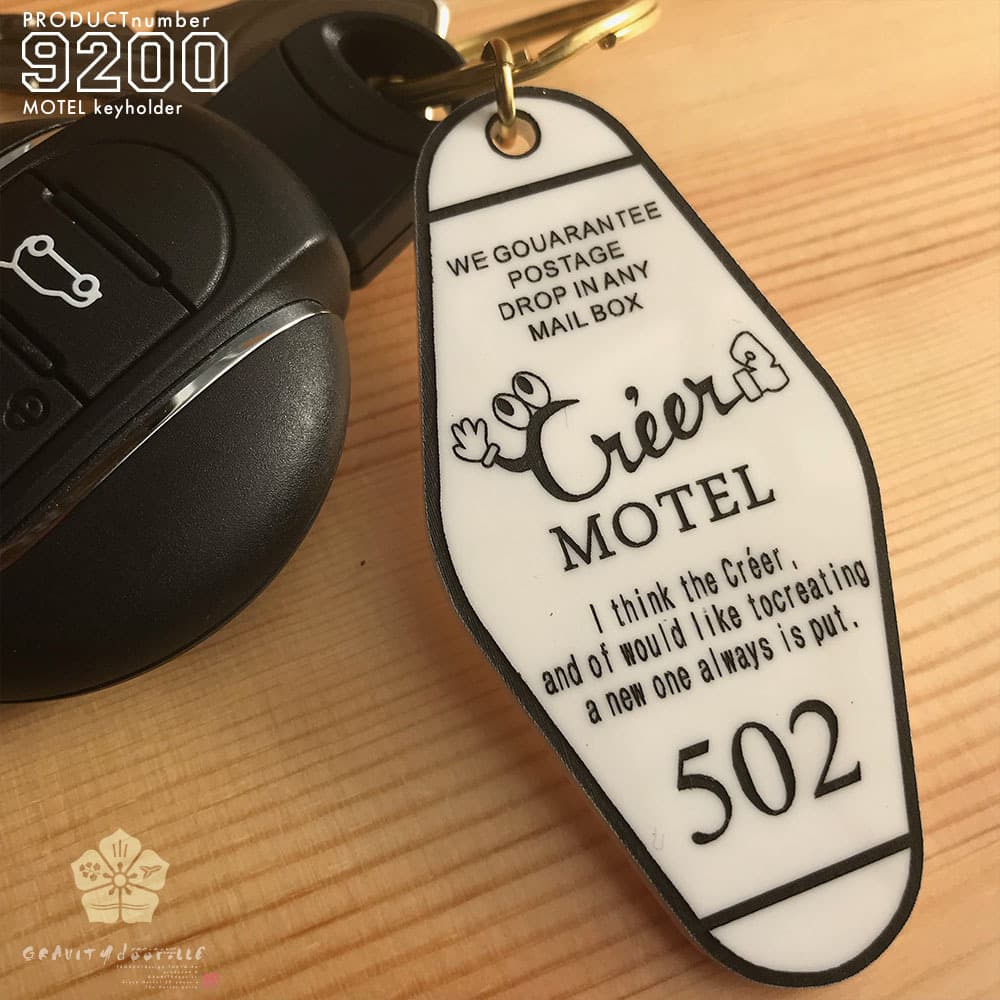 PRODUCTnumber
9200
MOTEL keyholder
WE GOUARANTEE
POSTAGE
DROP IN ANY
MAIL BOX
Créer
MOTEL
I think the Créer,
and of would like tocreating
a new one always is put.
502
GRAVITY